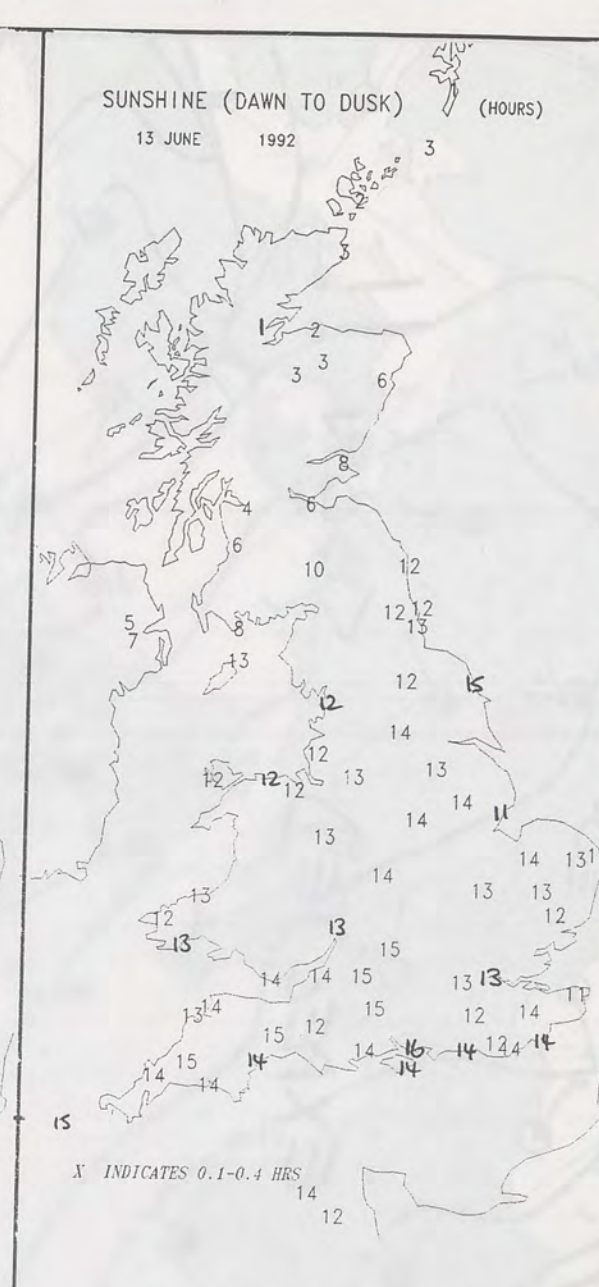 SUNSHINE (DAWN TO DUSK) (HOURS)
13 JUNE 1992
3
2
3
1 2
3 3
6
8
4 6
6
10 12
12 12
5 8 13
7
13
12 15
12
14
12
12 12 12 13 13
14
14 11
13
14 13 1
14
13 13 13
12 12
13 13
15
14 14 15 13 13
11
13 14 15 12 14
15 12
14 16 14 12 14 14
15 14 14
14 14
15
X INDICATES 0.1-0.4 HRS
14
12